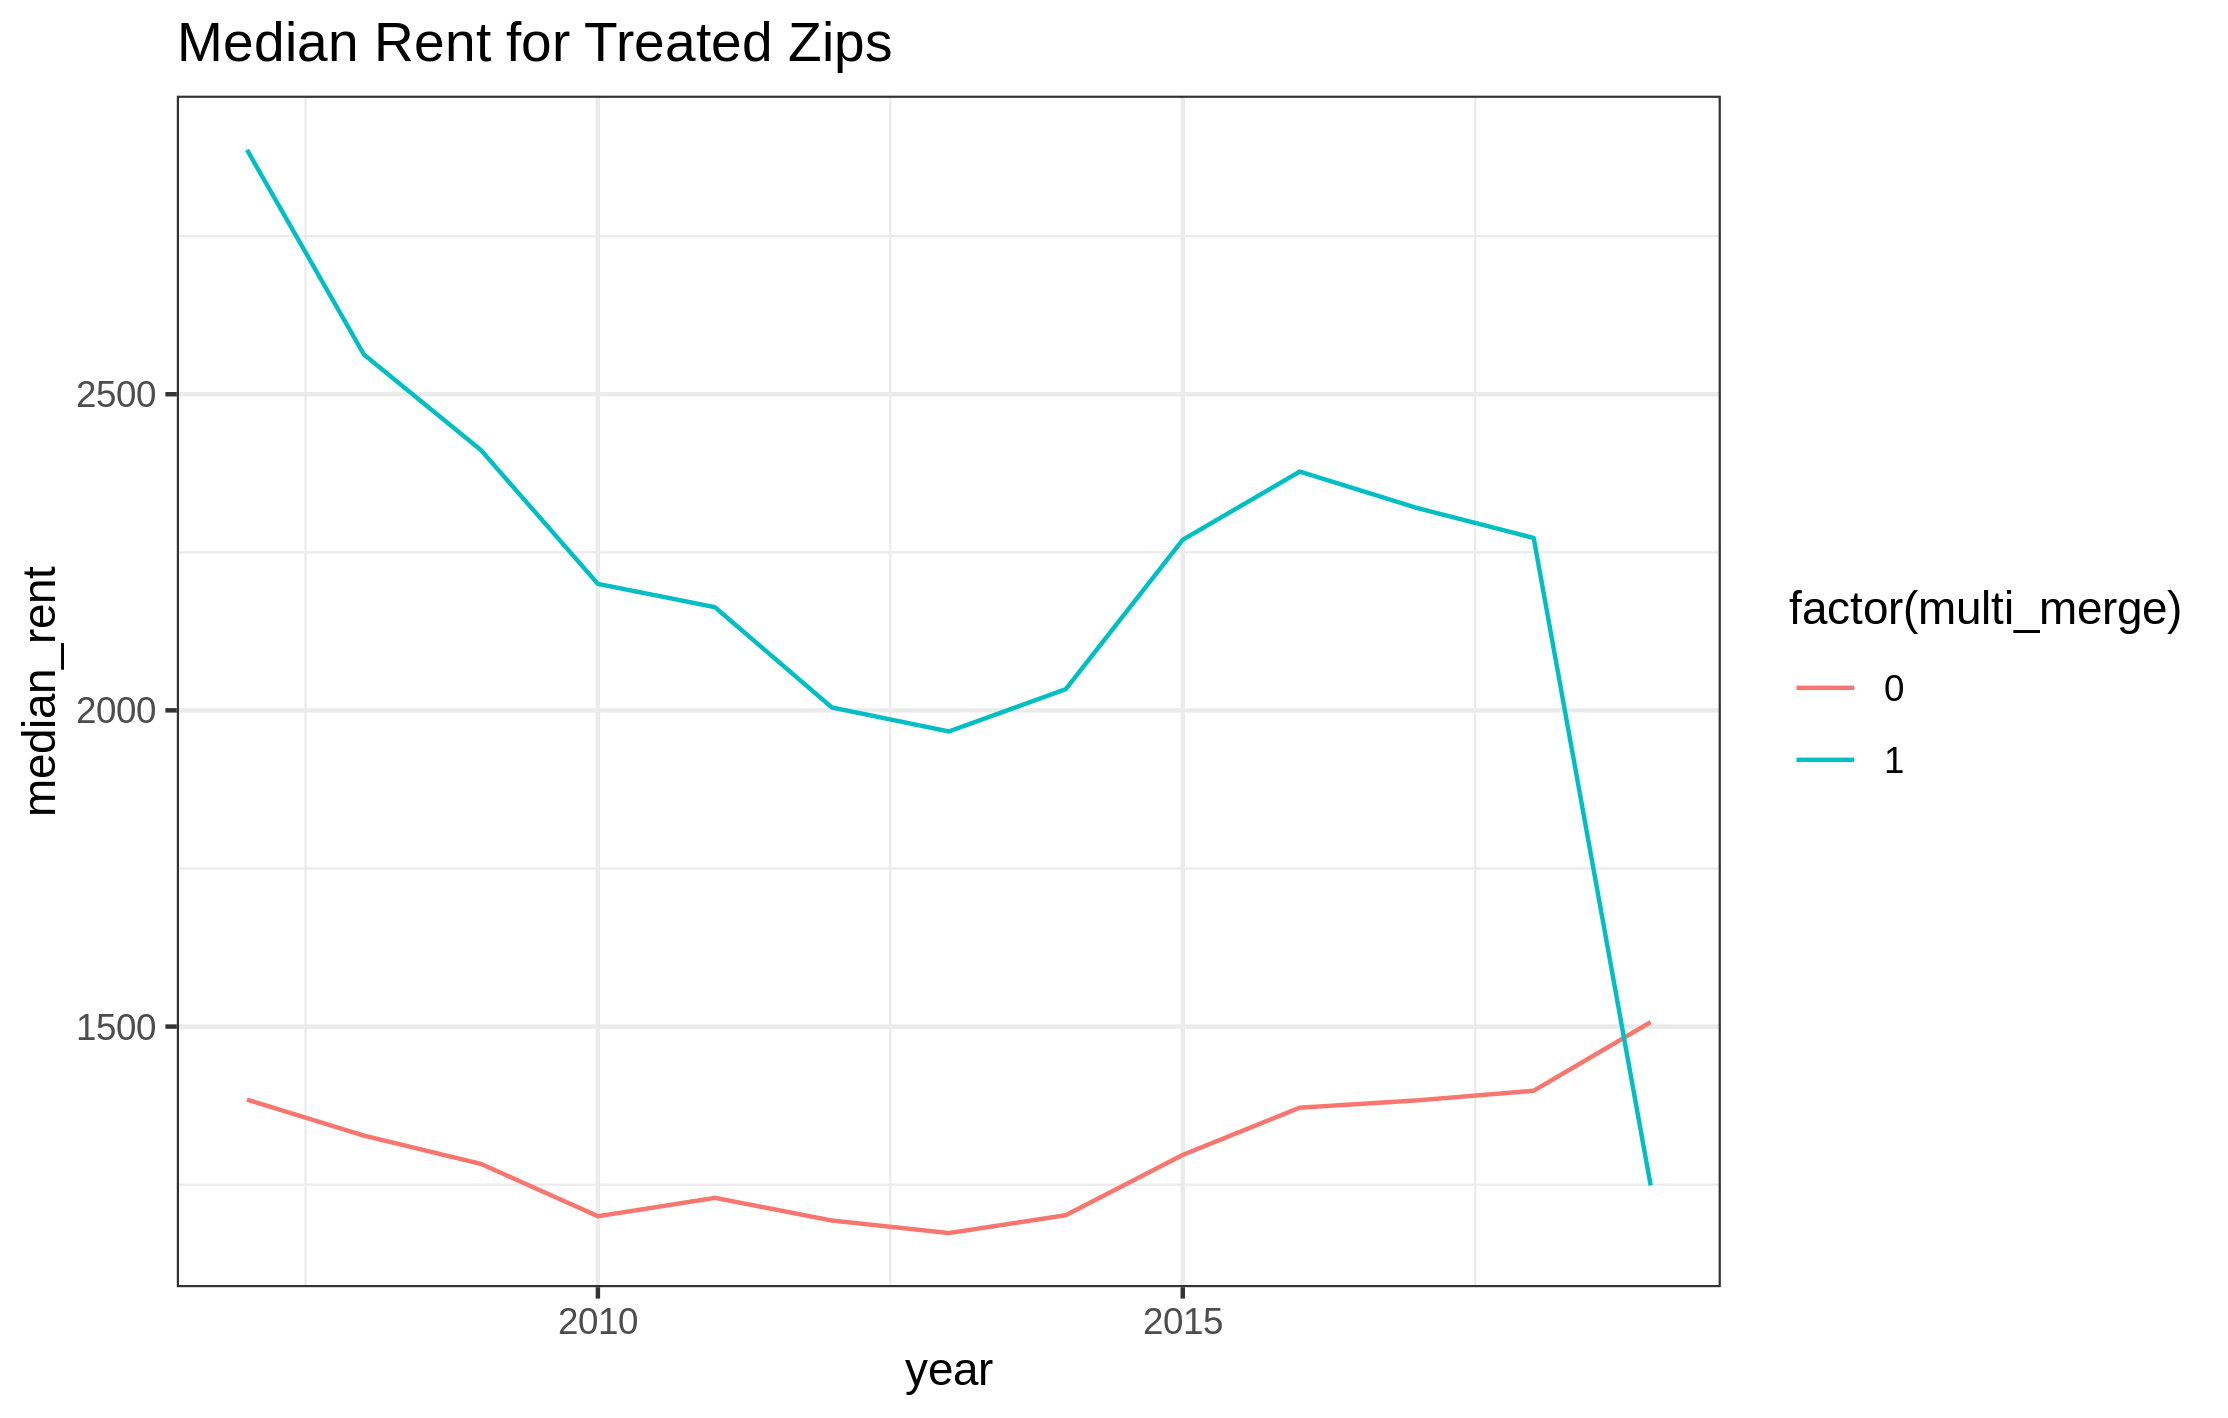 Median Rent for Treated Zips
median_rent
2500
2000
1500
2010
2015
year
factor(multi_merge)
0
1